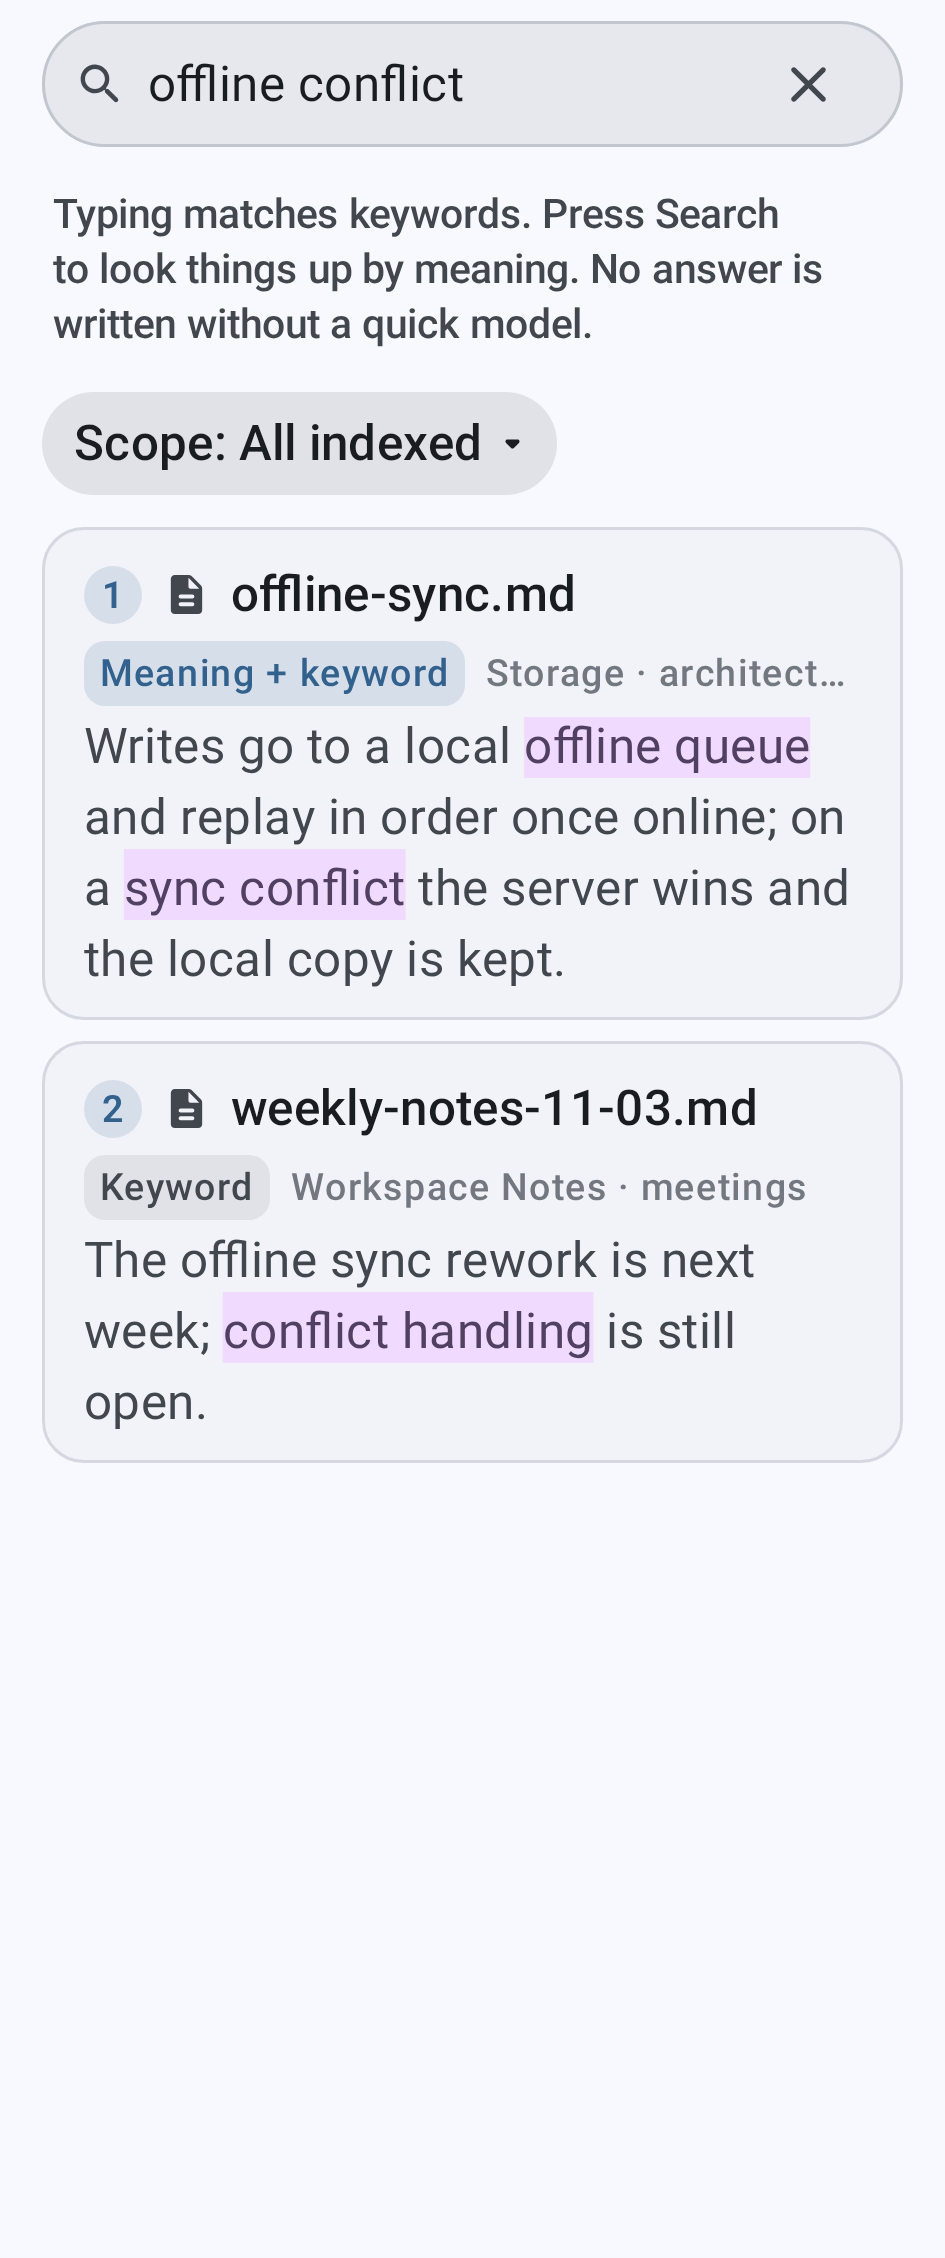 offline conflict
Typing matches keywords. Press Search
to look things up by meaning. No answer is
written without a quick model.
Scope: All indexed
1 offline-sync.md
Meaning + keyword Storage · architect…
Writes go to a local offline queue
and replay in order once online; on
a sync conflict the server wins and
the local copy is kept.
2 weekly-notes-11-03.md
Keyword Workspace Notes · meetings
The offline sync rework is next
week; conflict handling is still
open.